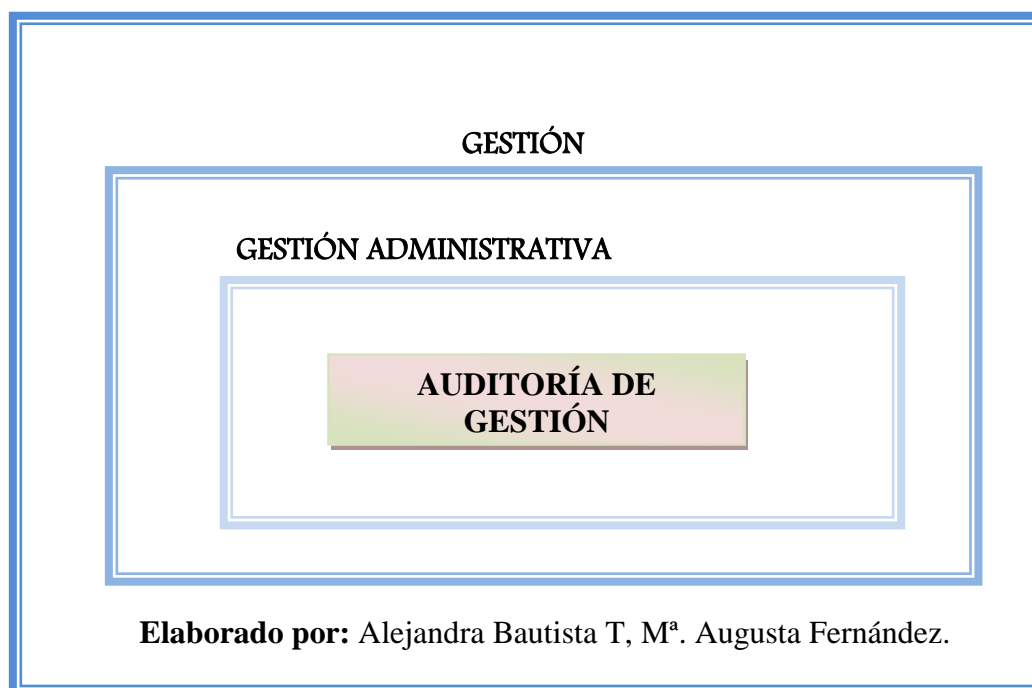 GESTIÓN
GESTIÓN ADMINISTRATIVA
AUDITORÍA DE
GESTIÓN
Elaborado por: Alejandra Bautista T, Mª. Augusta Fernández.